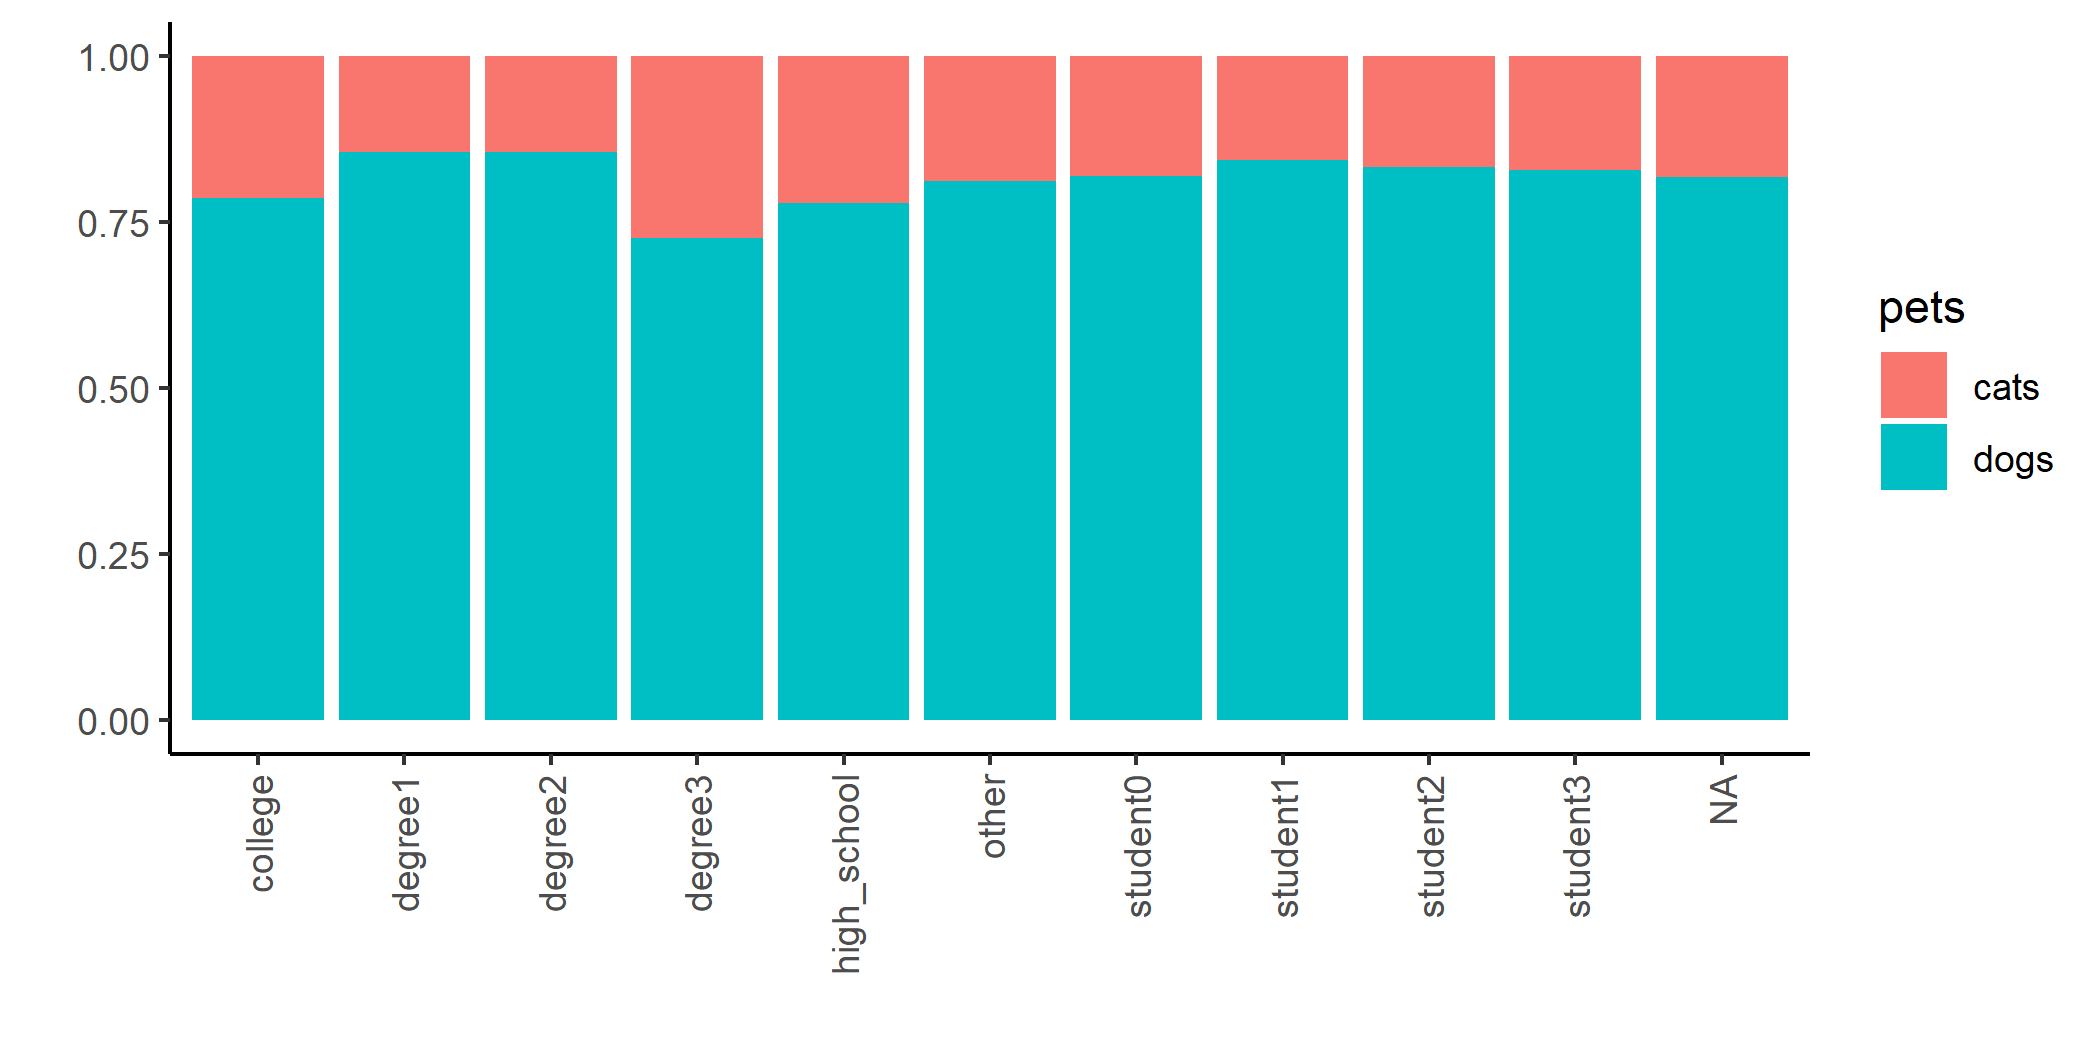 1.00
0.75
0.50
0.25
0.00
college
degree1
degree2
degree3
high_school
other
student0
student1
student2
student3
NA
pets
cats
dogs